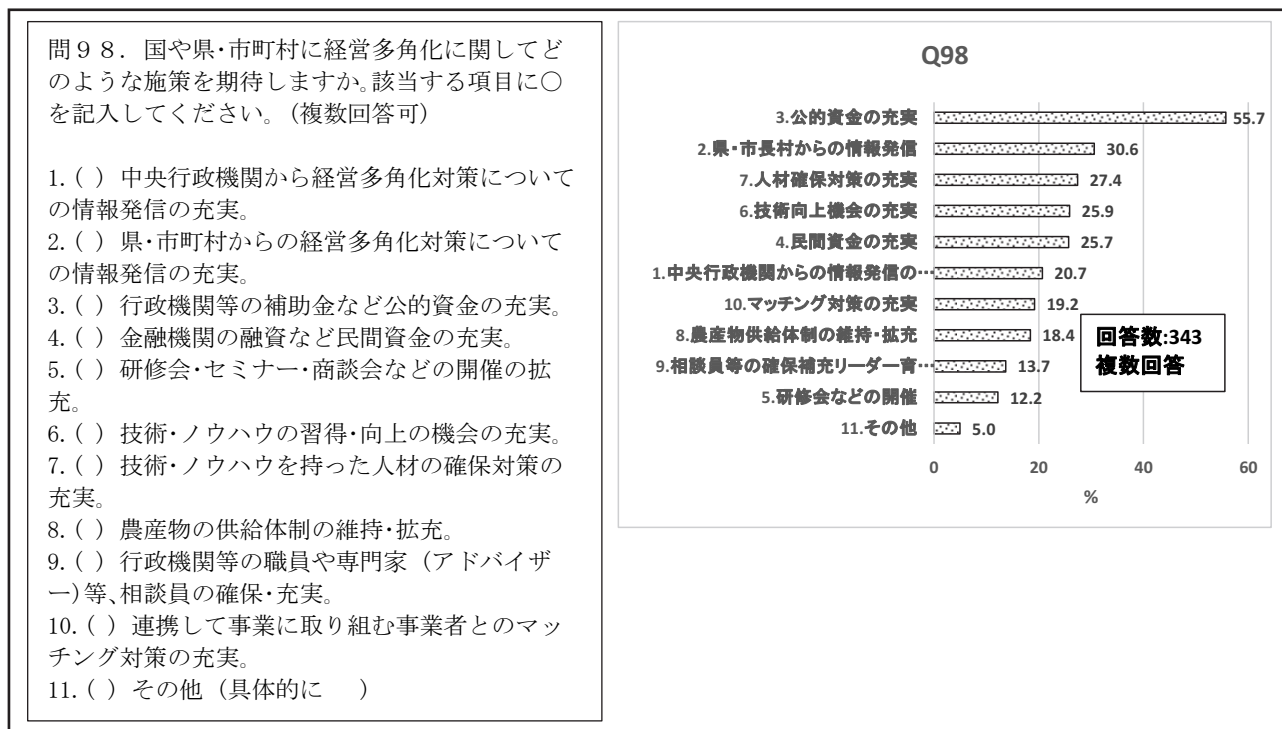 問９８．国や県・市町村に経営多角化に関してど
のような施策を期待しますか。該当する項目に〇
を記入してください。（複数回答可）
1.( ) 中央行政機関から経営多角化対策について
の情報発信の充実。
2.( ) 県・市町村からの経営多角化対策について
の情報発信の充実。
3.( ) 行政機関等の補助金など公的資金の充実。
4.( ) 金融機関の融資など民間資金の充実。
5.( ) 研修会・セミナー・商談会などの開催の拡
充。
6.( ) 技術・ノウハウの習得・向上の機会の充実。
7.( ) 技術・ノウハウを持った人材の確保対策の
充実。
8.( ) 農産物の供給体制の維持・拡充。
9.( ) 行政機関等の職員や専門家（アドバイザ
ー）等、相談員の確保・充実。
10.( ) 連携して事業に取り組む事業者とのマッ
チング対策の充実。
11.( ) その他（具体的に　　）
Q98
3.公的資金の充実 55.7
2.県・市長村からの情報発信 30.6
7.人材確保対策の充実 27.4
6.技術向上機会の充実 25.9
4.民間資金の充実 25.7
1.中央行政機関からの情報発信の… 20.7
10.マッチング対策の充実 19.2
8.農産物供給体制の維持・拡充 18.4
9.相談員等の確保補充リーダー育… 13.7
5.研修会などの開催 12.2
11.その他 5.0
回答数:343
複数回答
0 20 40 60
%